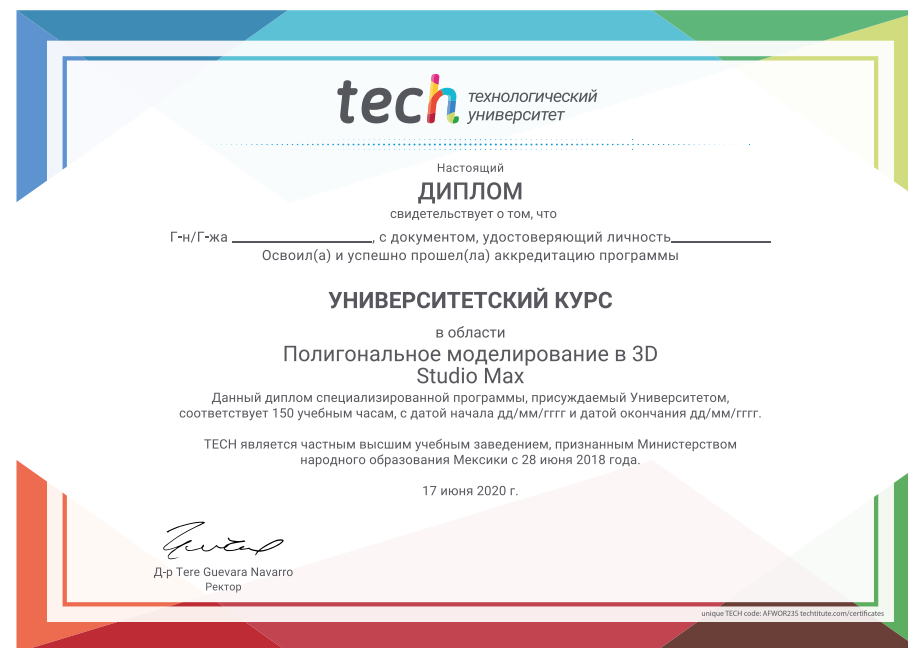 tech технологический
университет
Настоящий
ДИПЛОМ
свидетельствует о том, что
Г-н/Г-жа ____________________, с документом, удостоверяющий личность______________
Освоил(а) и успешно прошел(ла) аккредитацию программы
УНИВЕРСИТЕТСКИЙ КУРС
в области
Полигональное моделирование в 3D
Studio Max
Данный диплом специализированной программы, присуждаемый Университетом,
соответствует 150 учебным часам, с датой начала дд/мм/гггг и датой окончания дд/мм/гггг.
TECH является частным высшим учебным заведением, признанным Министерством
народного образования Мексики с 28 июня 2018 года.
17 июня 2020 г.
Д-р Tere Guevara Navarro
Ректор
unique TECH code: AFWOR23S techtitute.com/certificates